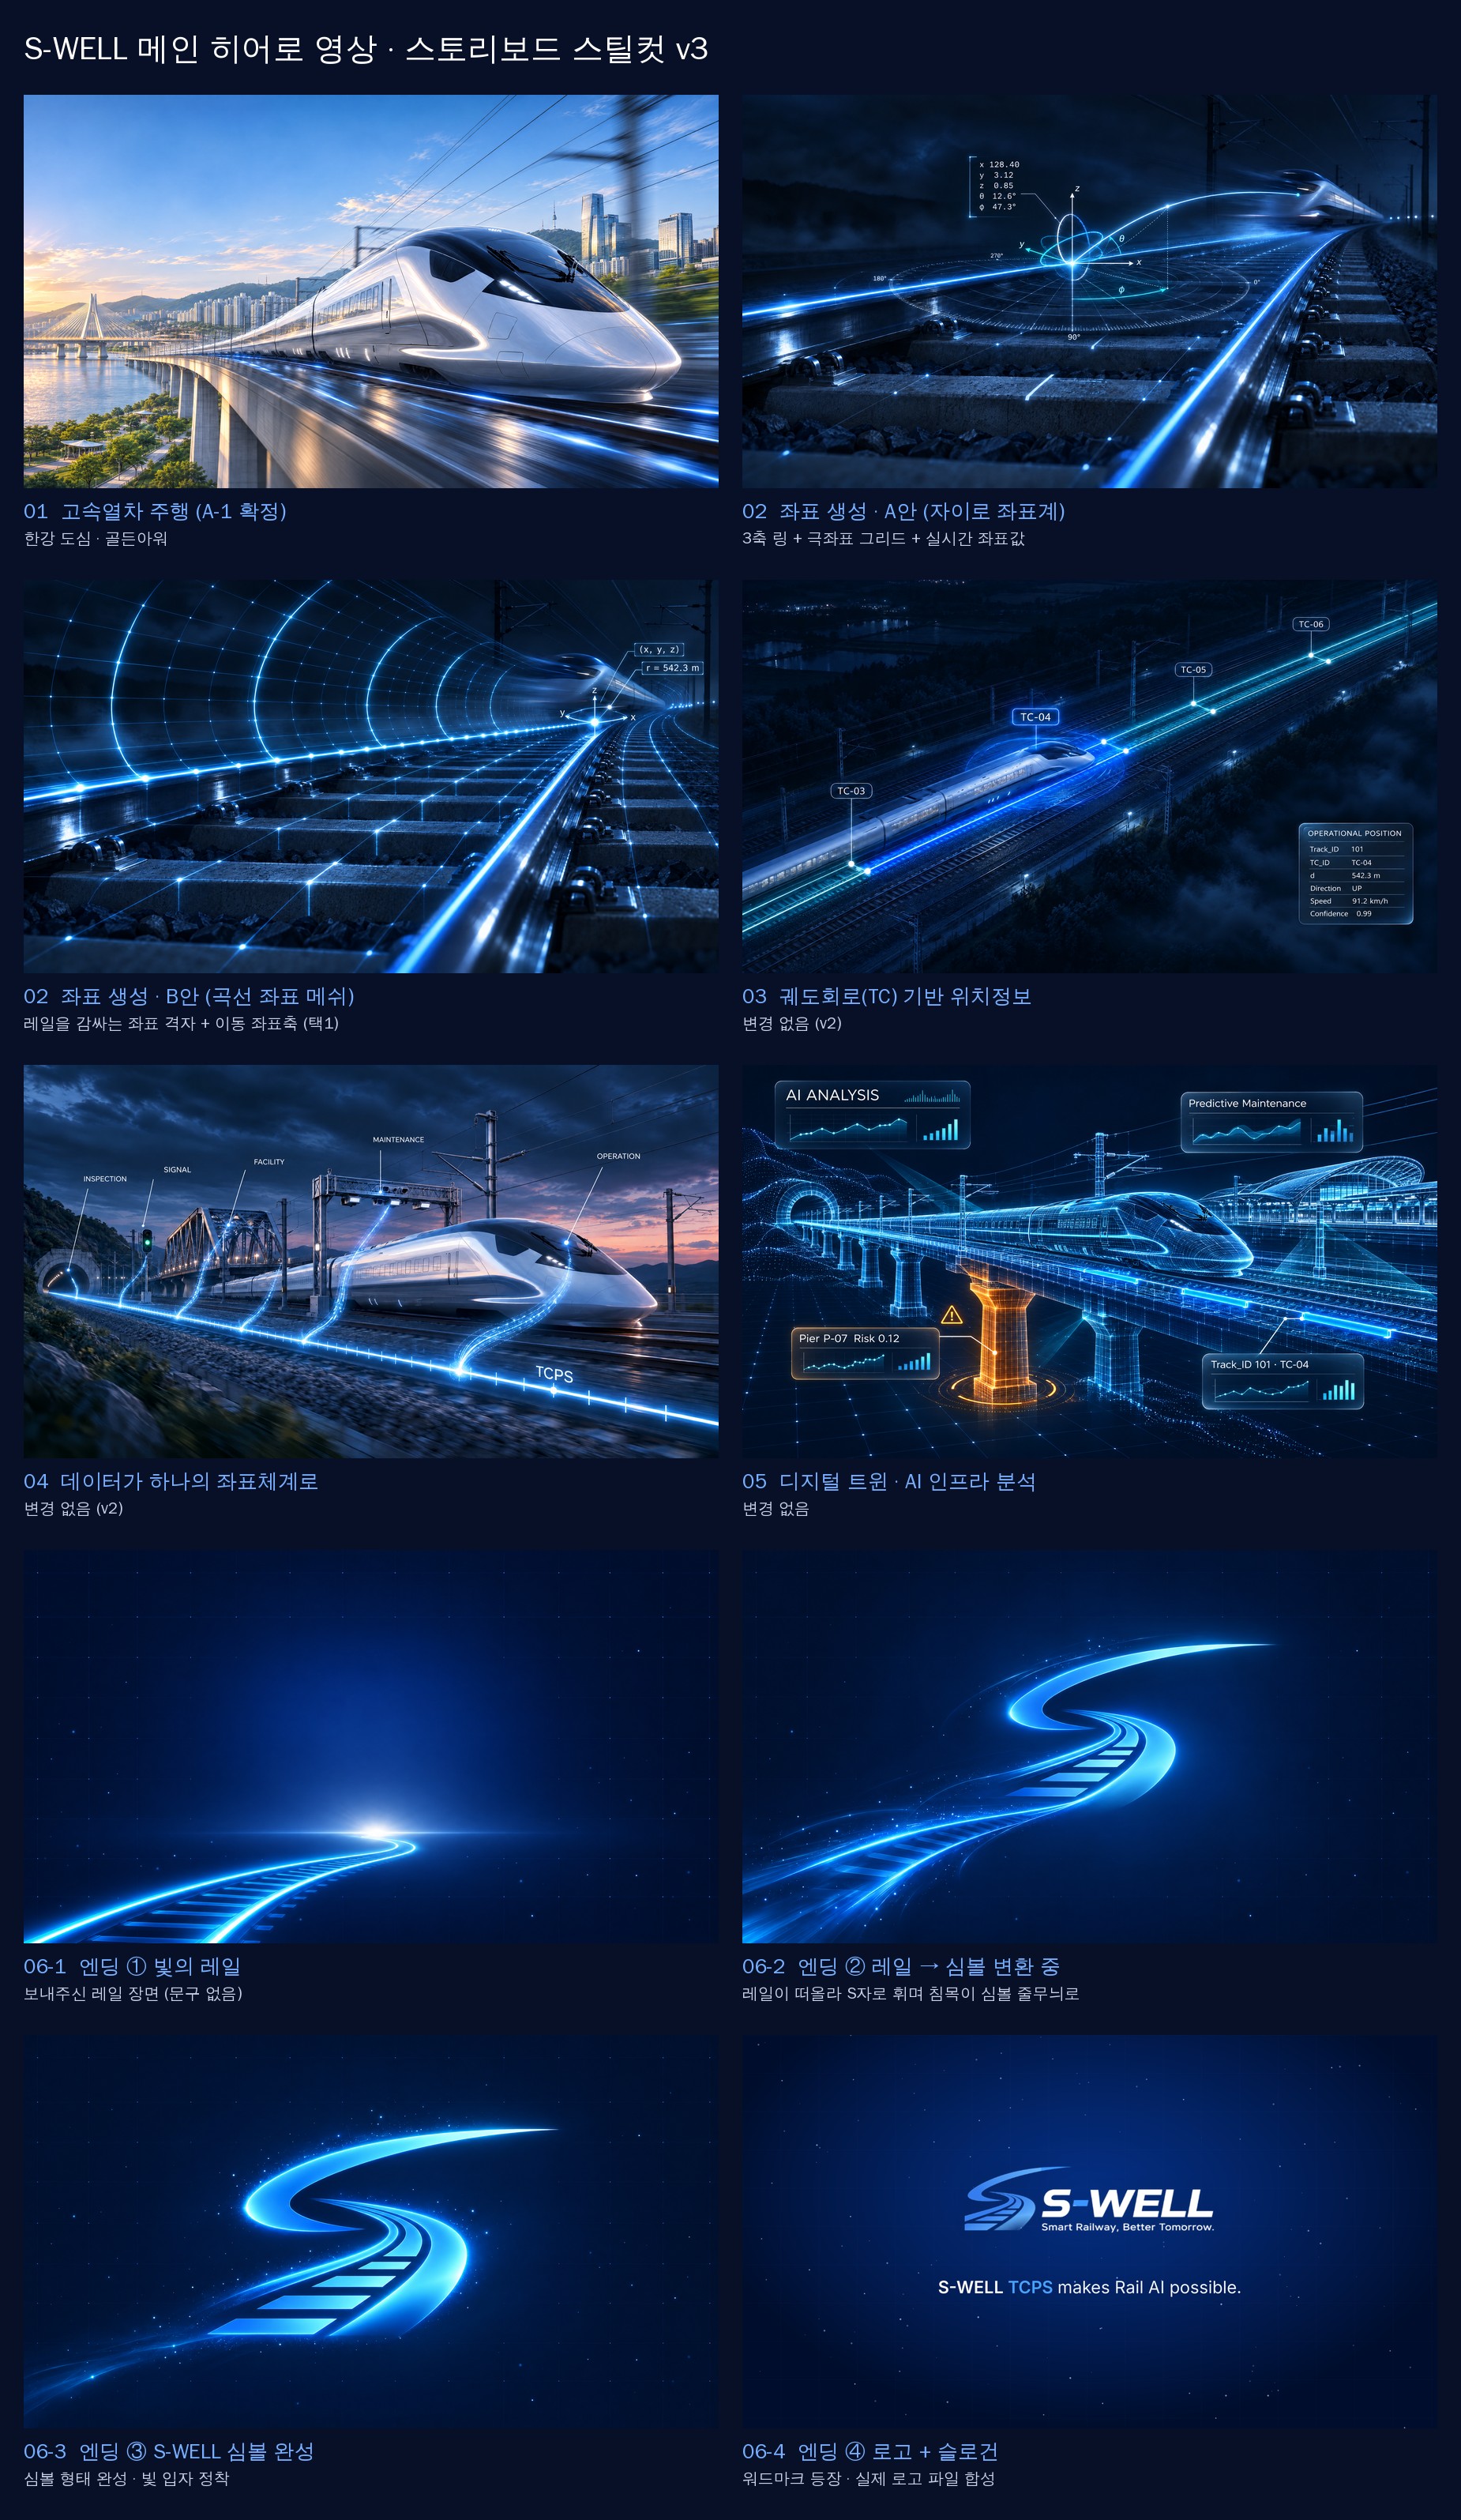 S-WELL 메인 히어로 영상 · 스토리보드 스틸컷 v3
01 고속열차 주행 (A-1 확정)
한강 도심 · 골든아워
x 128.40
y 3.12
z 0.85
θ 12.6°
ϕ 47.3°
z
y
x
θ
ϕ
270°
180°
0°
90°
02 좌표 생성 · A안 (자이로 좌표계)
3축 링 + 극좌표 그리드 + 실시간 좌표값
(x, y, z)
r = 542.3 m
z
y
x
02 좌표 생성 · B안 (곡선 좌표 메쉬)
레일을 감싸는 좌표 격자 + 이동 좌표축 (택1)
TC-06
TC-05
TC-04
TC-03
OPERATIONAL POSITION
Track_ID 101
TC_ID TC-04
d 542.3 m
Direction UP
Speed 91.2 km/h
Confidence 0.99
03 궤도회로(TC) 기반 위치정보
변경 없음 (v2)
INSPECTION
SIGNAL
FACILITY
MAINTENANCE
OPERATION
TCPS
04 데이터가 하나의 좌표체계로
변경 없음 (v2)
AI ANALYSIS
Predictive Maintenance
Pier P-07 Risk 0.12
Track_ID 101 · TC-04
05 디지털 트윈 · AI 인프라 분석
변경 없음
06-1 엔딩 ① 빛의 레일
보내주신 레일 장면 (문구 없음)
06-2 엔딩 ② 레일 → 심볼 변환 중
레일이 떠올라 S자로 휘며 침목이 심볼 줄무늬로
06-3 엔딩 ③ S-WELL 심볼 완성
심볼 형태 완성 · 빛 입자 정착
S-WELL
Smart Railway, Better Tomorrow.
S-WELL TCPS makes Rail AI possible.
06-4 엔딩 ④ 로고 + 슬로건
워드마크 등장 · 실제 로고 파일 합성